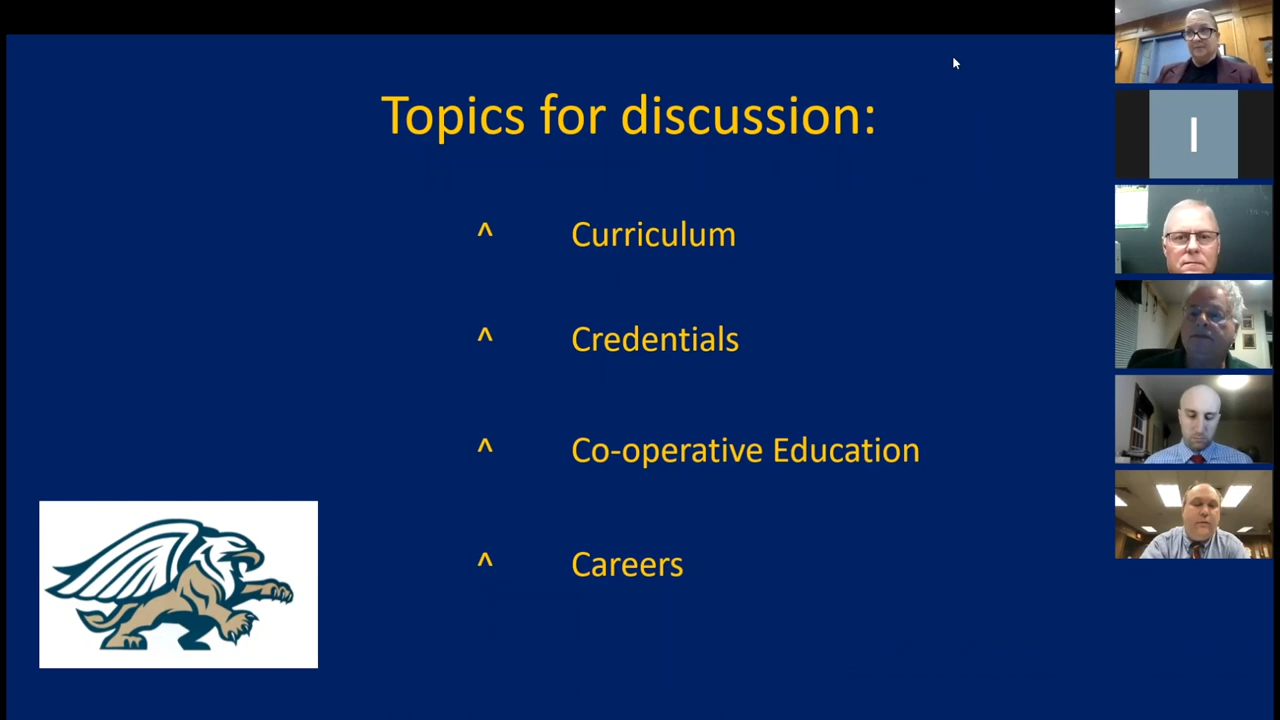 Topics for discussion:
^ Curriculum
^ Credentials
^ Co-operative Education
^ Careers
I